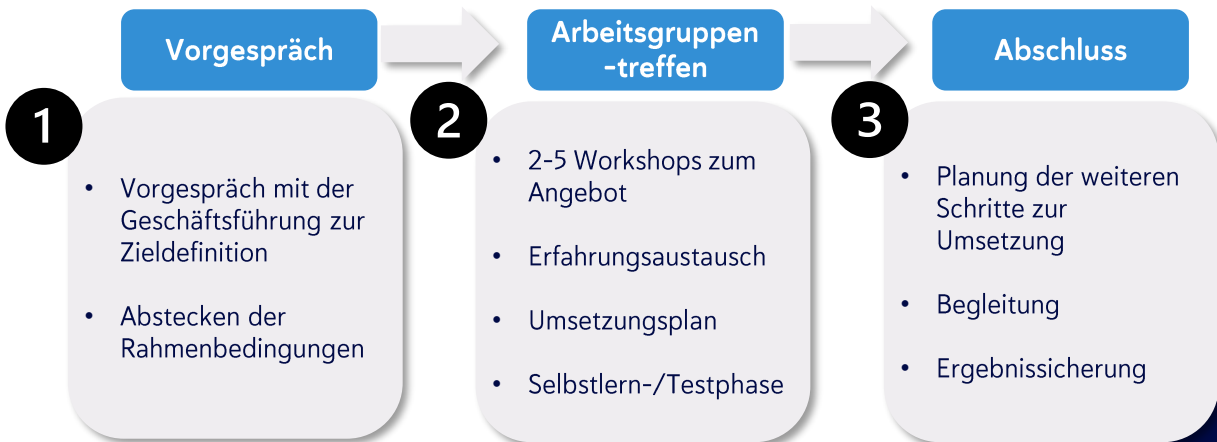 Vorgespräch
1
• Vorgespräch mit der
Geschäftsführung zur
Zieldefinition
• Abstecken der
Rahmenbedingungen
Arbeitsgruppen
-treffen
2
• 2-5 Workshops zum
Angebot
• Erfahrungsaustausch
• Umsetzungsplan
• Selbstlern-/Testphase
Abschluss
3
• Planung der weiteren
Schritte zur
Umsetzung
• Begleitung
• Ergebnissicherung